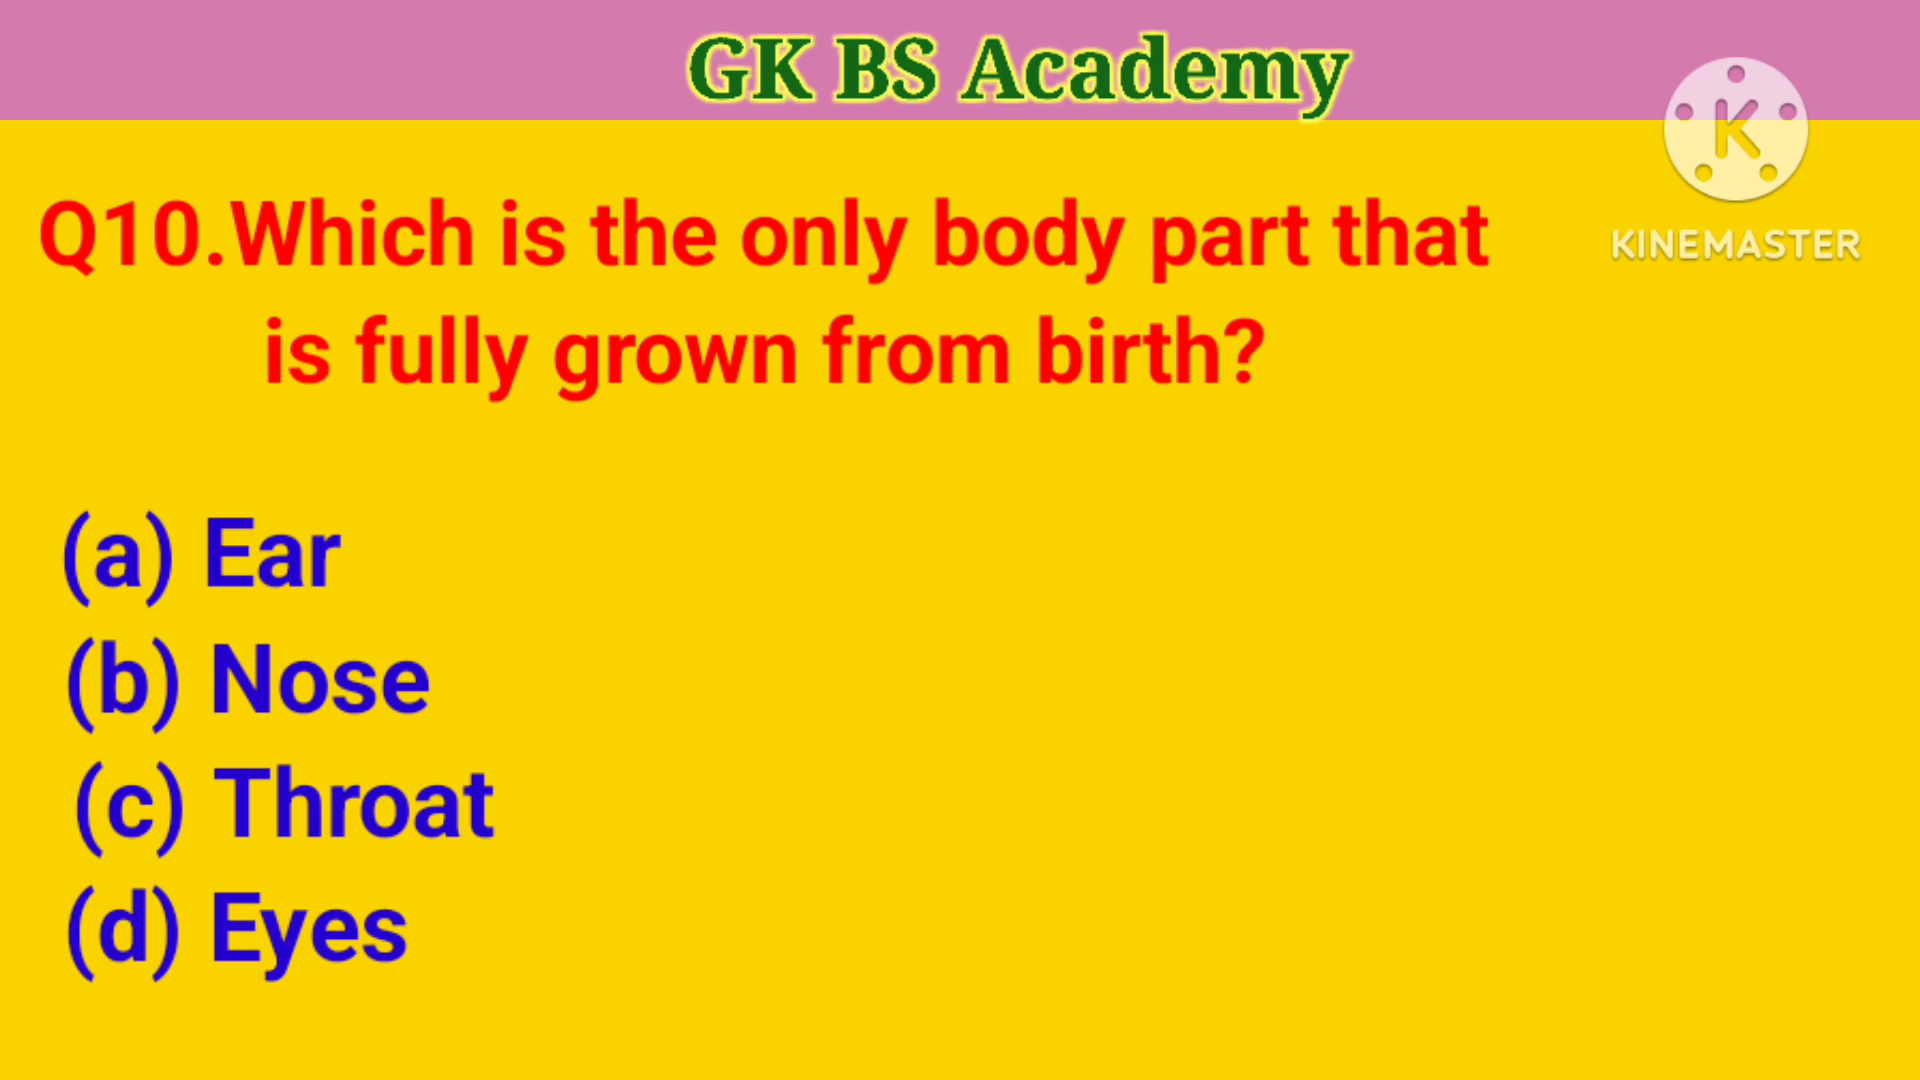 GK BS Academy
K
KINEMASTER
Q10.Which is the only body part that
is fully grown from birth?
(a) Ear
(b) Nose
(c) Throat
(d) Eyes